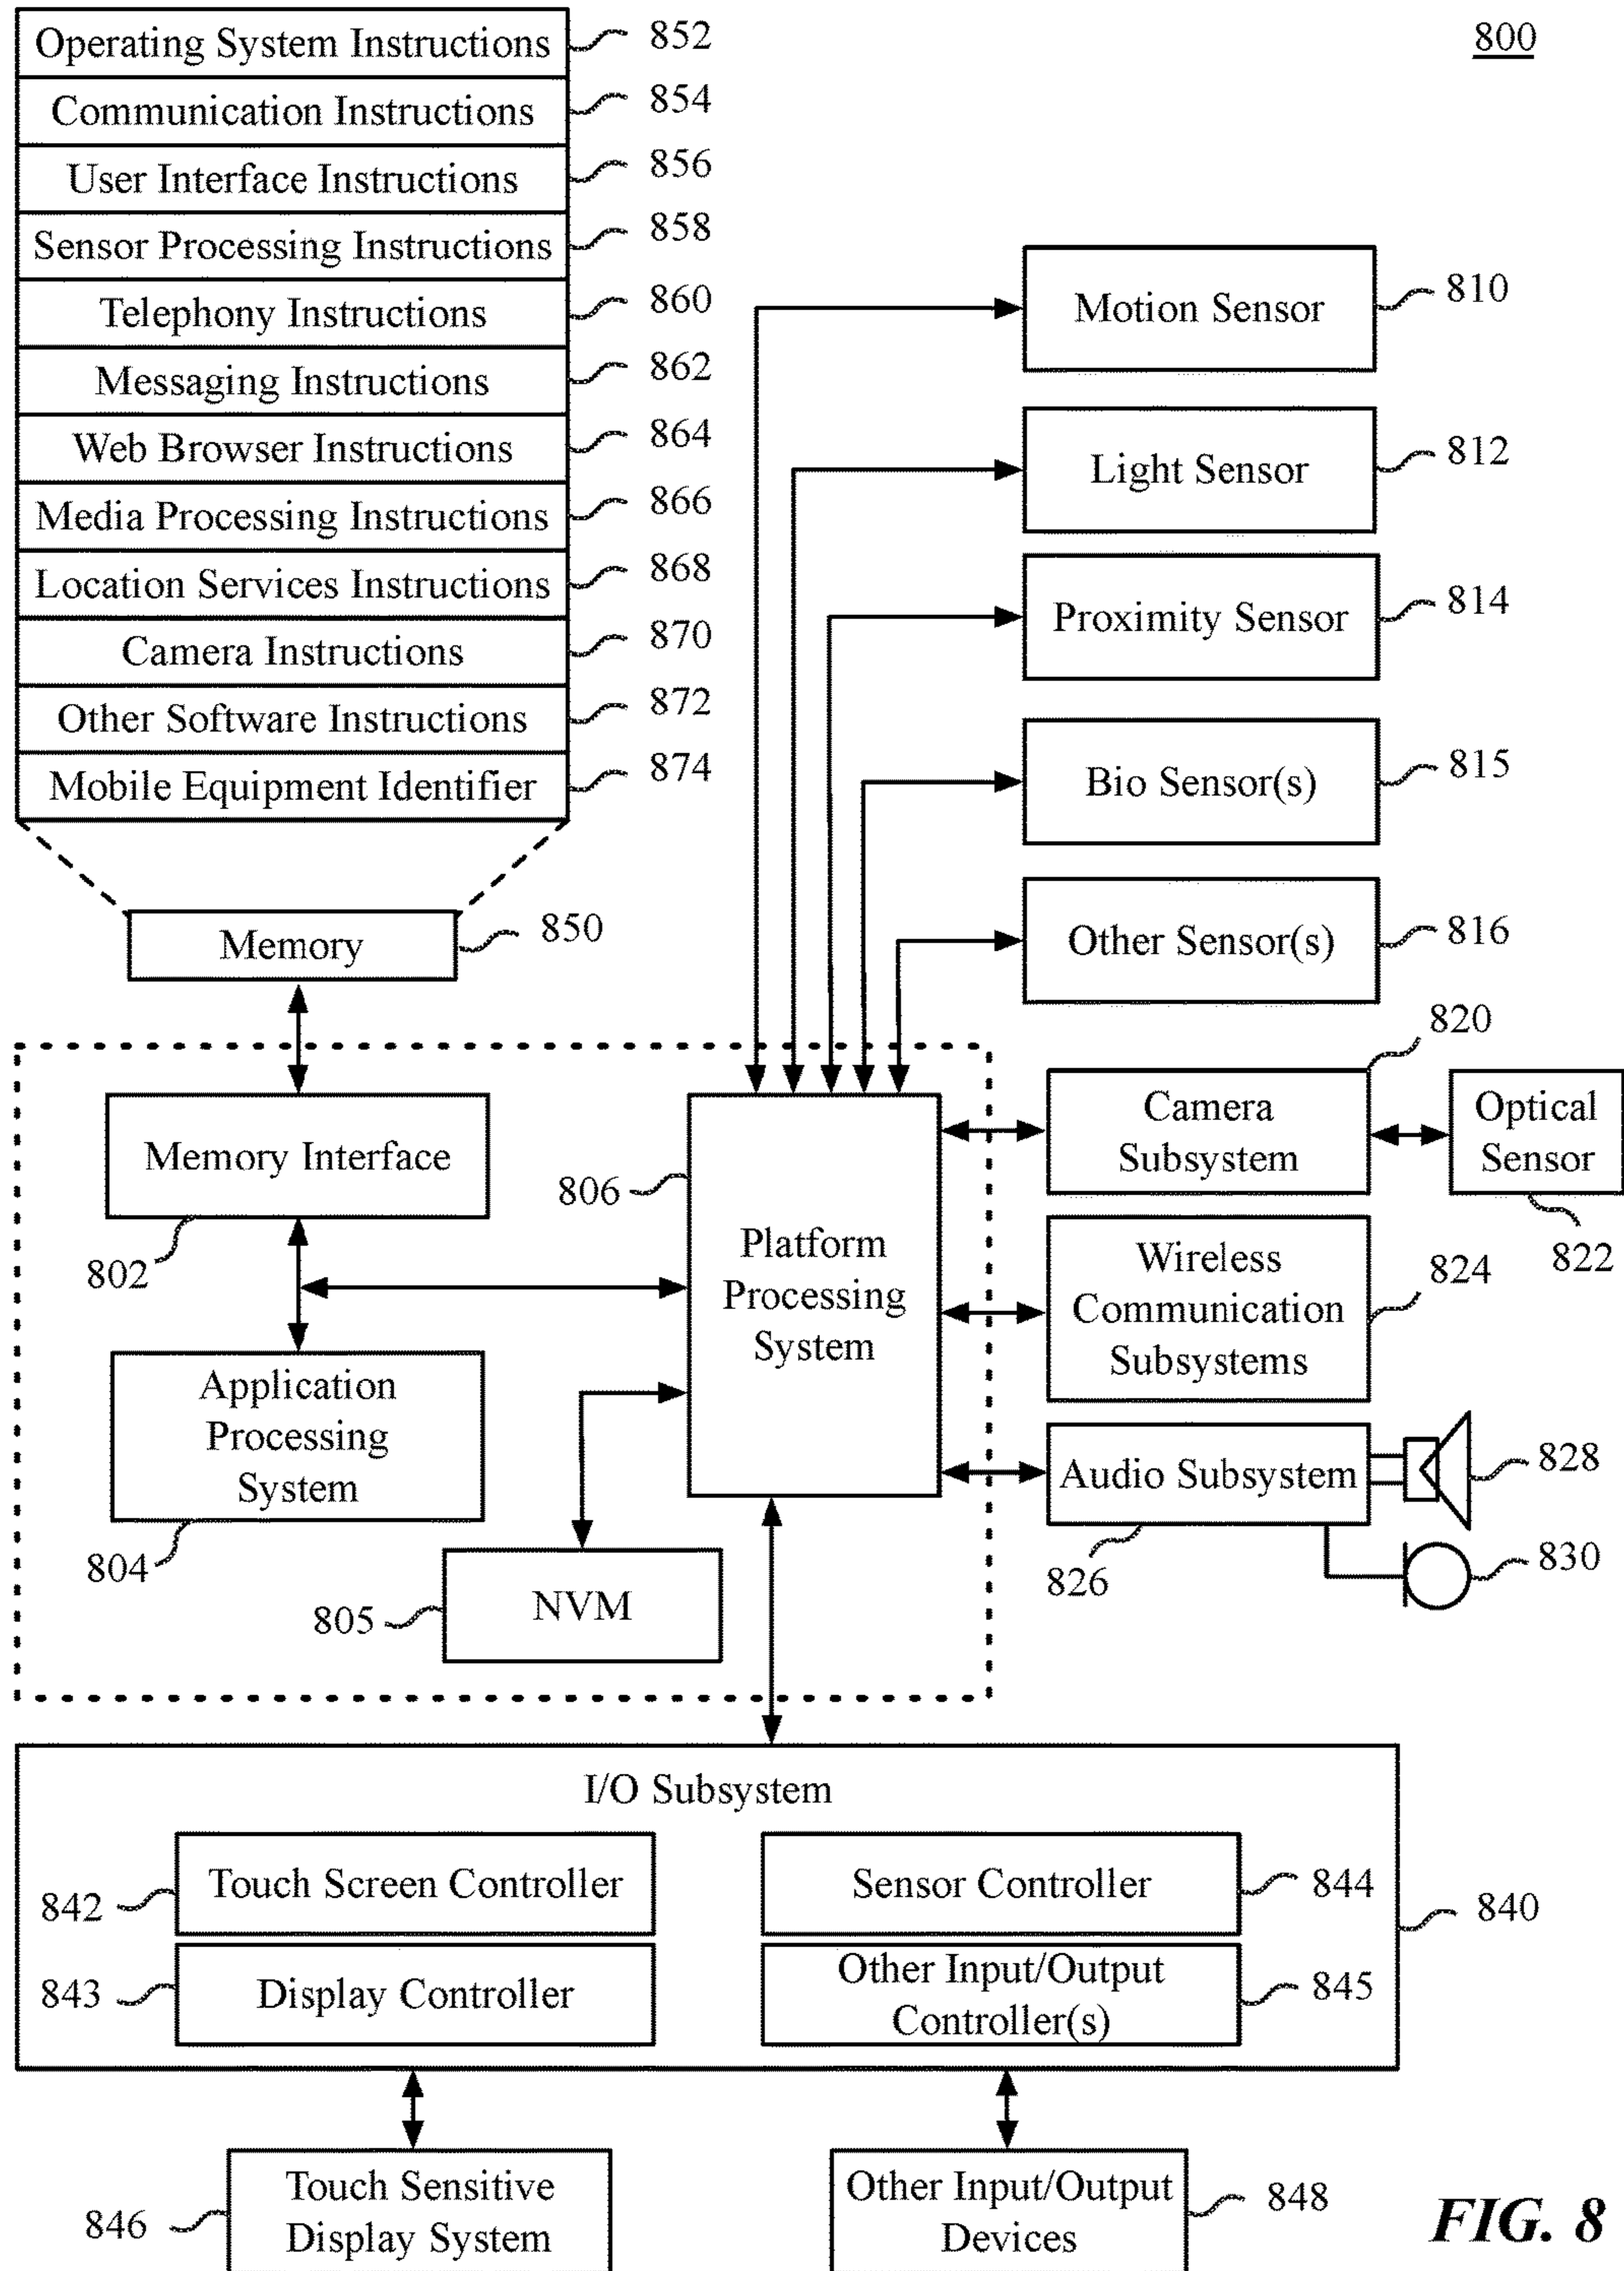 800
Operating System Instructions 852
Communication Instructions 854
User Interface Instructions 856
Sensor Processing Instructions 858
Telephony Instructions 860
Messaging Instructions 862
Web Browser Instructions 864
Media Processing Instructions 866
Location Services Instructions 868
Camera Instructions 870
Other Software Instructions 872
Mobile Equipment Identifier 874
Memory 850
Motion Sensor 810
Light Sensor 812
Proximity Sensor 814
Bio Sensor(s) 815
Other Sensor(s) 816
Memory Interface
802
Application
Processing
System
804
NVM
805
806
Platform
Processing
System
820
Camera
Subsystem
Optical
Sensor
822
Wireless
Communication
Subsystems
824
Audio Subsystem
826
828
830
I/O Subsystem
840
842 Touch Screen Controller
Sensor Controller 844
843 Display Controller
Other Input/Output
Controller(s)
845
846
Touch Sensitive
Display System
Other Input/Output
Devices
848
FIG. 8